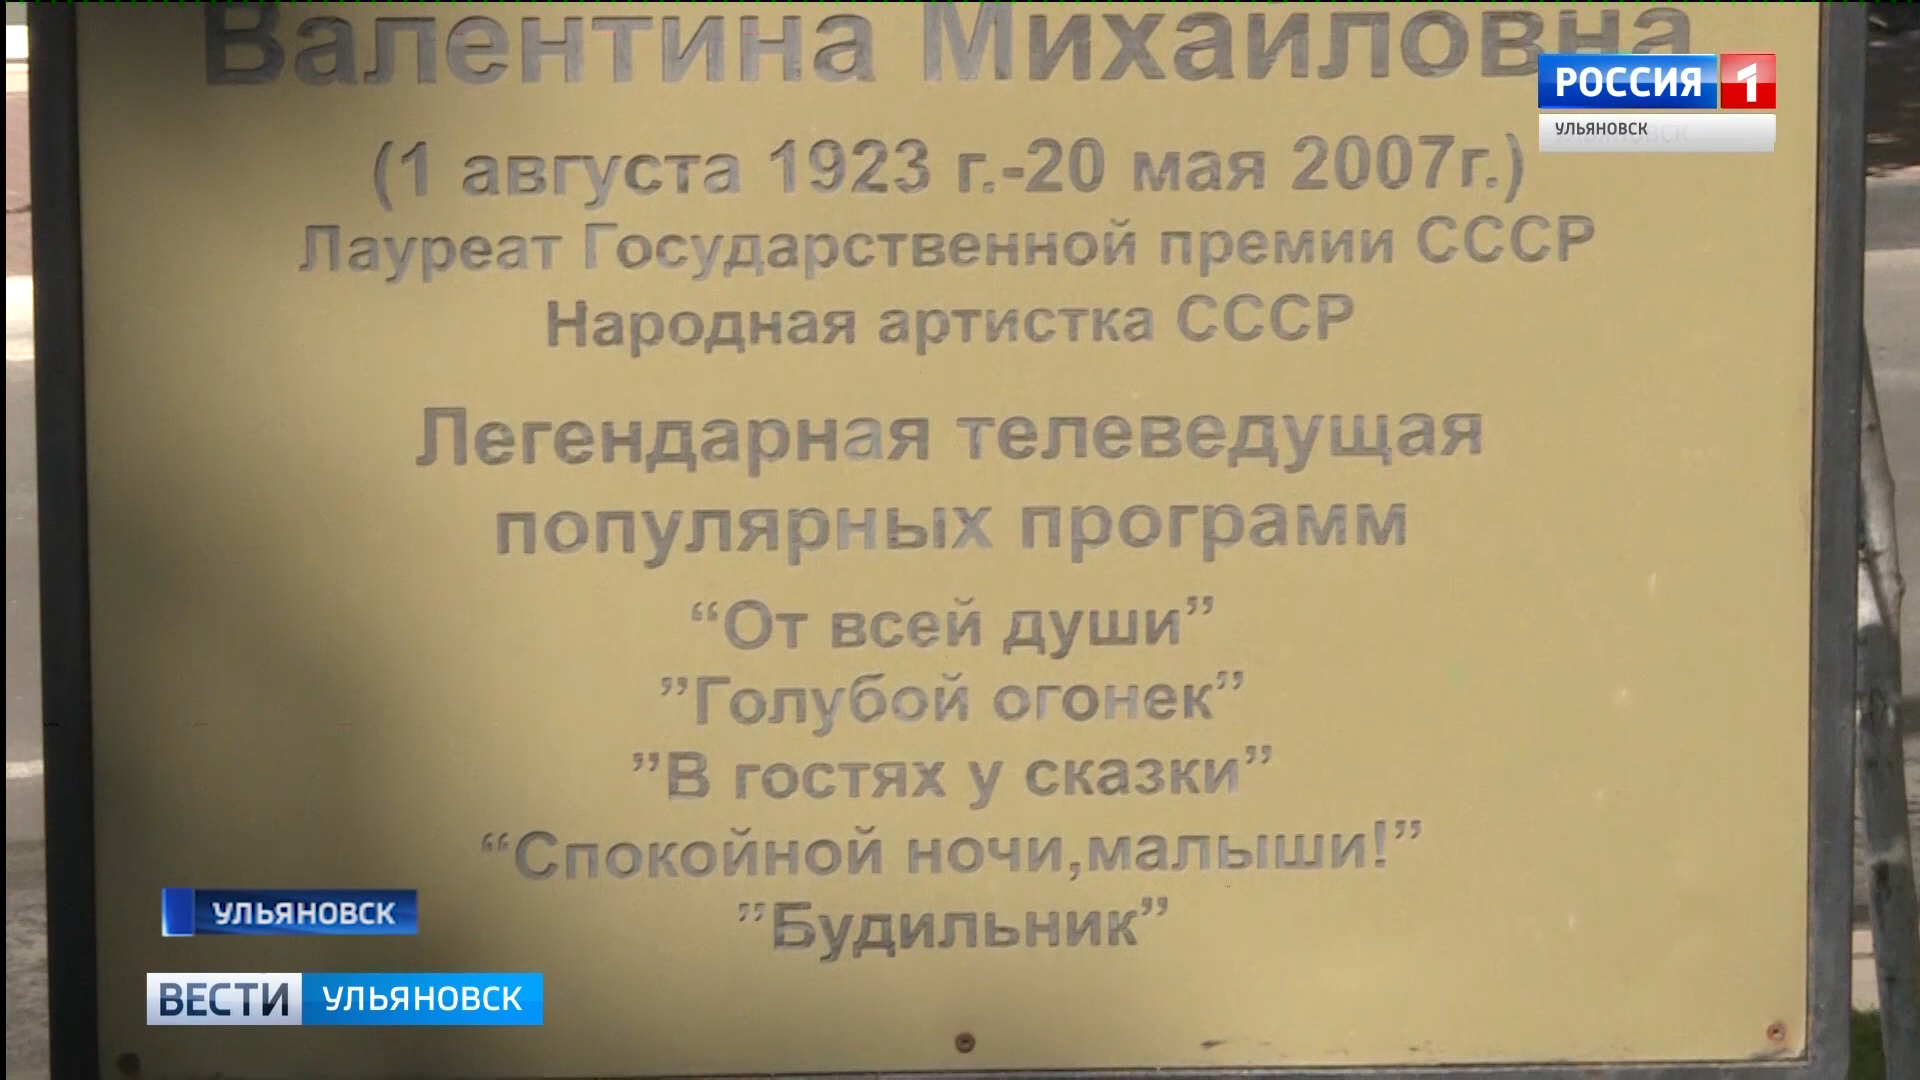 Валентина Михайловна
РОССИЯ 1
УЛЬЯНОВСК
(1 августа 1923 г.-20 мая 2007г.)
Лауреат Государственной премии СССР
Народная артистка СССР
Легендарная телеведущая
популярных программ
“От всей души”
”Голубой огонек”
”В гостях у сказки”
“Спокойной ночи,малыши!”
”Будильник”
УЛЬЯНОВСК
ВЕСТИ УЛЬЯНОВСК